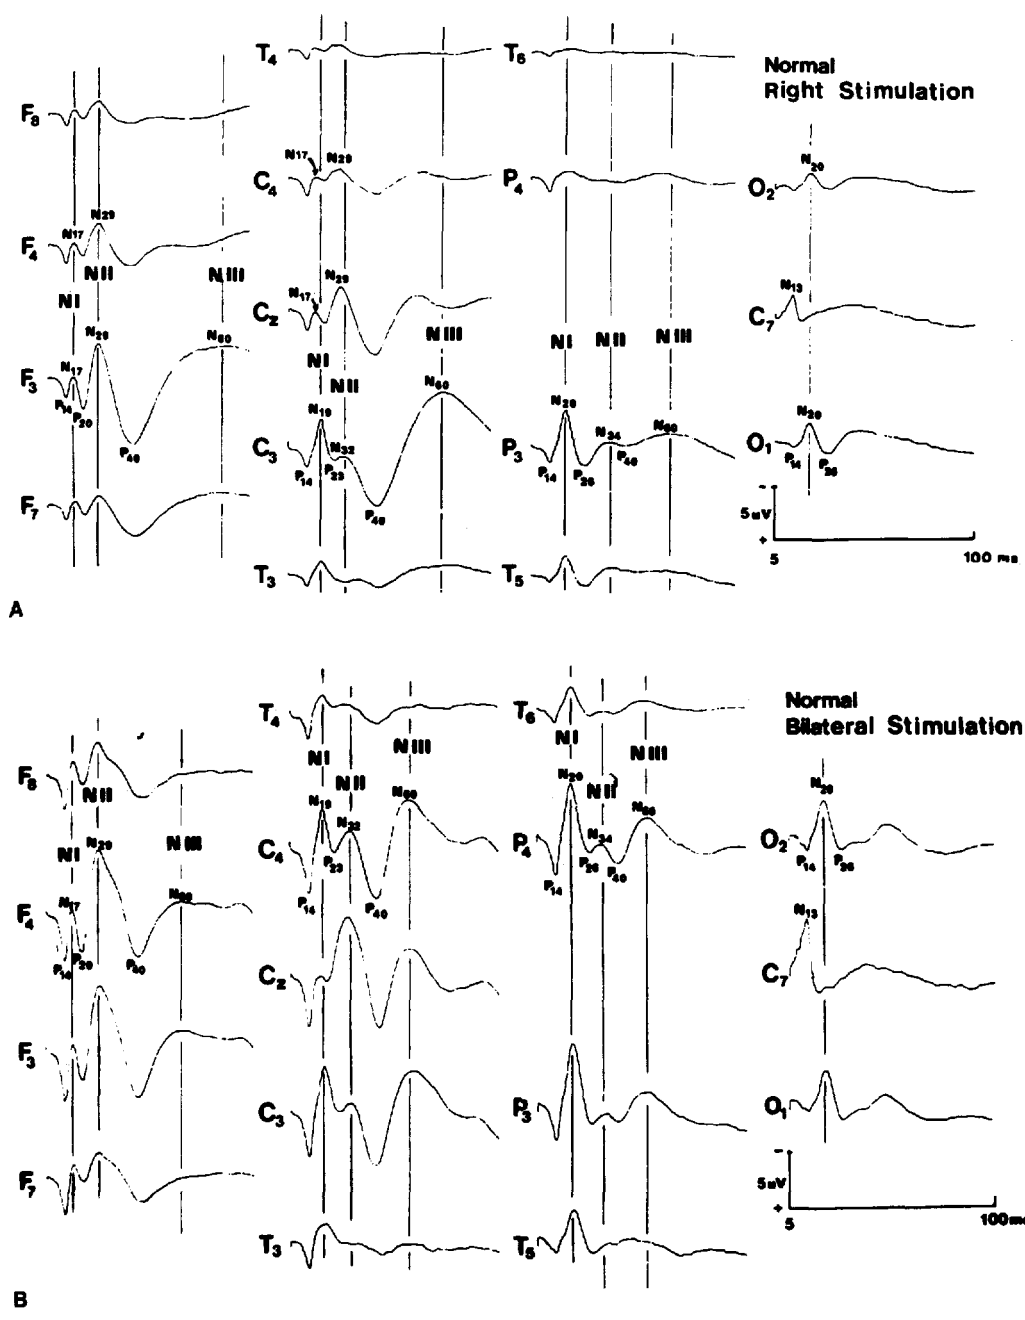 Normal
Right Stimulation
F8
F4
N17
N29
NI
NII
NIII
F3
N17
N29
N60
P14
P20
P40
F7
T4
C4
N17
N29
Cz
N17
N29
NI
NII
NIII
C3
N19
N32
N60
P14
P23
P40
T3
T6
P4
NI
NII
NIII
P3
N20
N34
N60
P14
P26
P40
T5
O2
N20
C7
N13
O1
N20
P14
P26
-
5uV
+
5
100 ms
A
Normal
Bilateral Stimulation
F8
NI
NII
NIII
F4
N17
N29
N60
P14
P20
P40
F3
F7
T4
NI
NII
NIII
C4
N19
N32
N60
P14
P23
P40
Cz
C3
T3
T6
NI
NII
NIII
P4
N20
N34
P14
P26
P40
P3
T5
O2
N20
P14
P26
C7
N13
O1
-
5uV
+
5
100ms
B